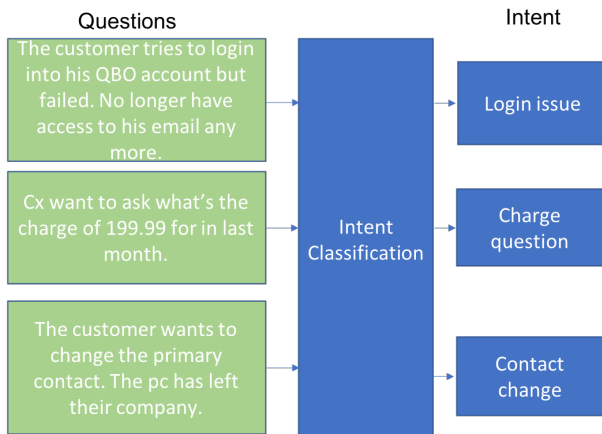 Questions
Intent
The customer tries to login
into his QBO account but
failed. No longer have
access to his email any
more.
Login issue
Cx want to ask what's the
charge of 199.99 for in last
month.
Intent
Classification
Charge
question
The customer wants to
change the primary
contact. The pc has left
their company.
Contact
change